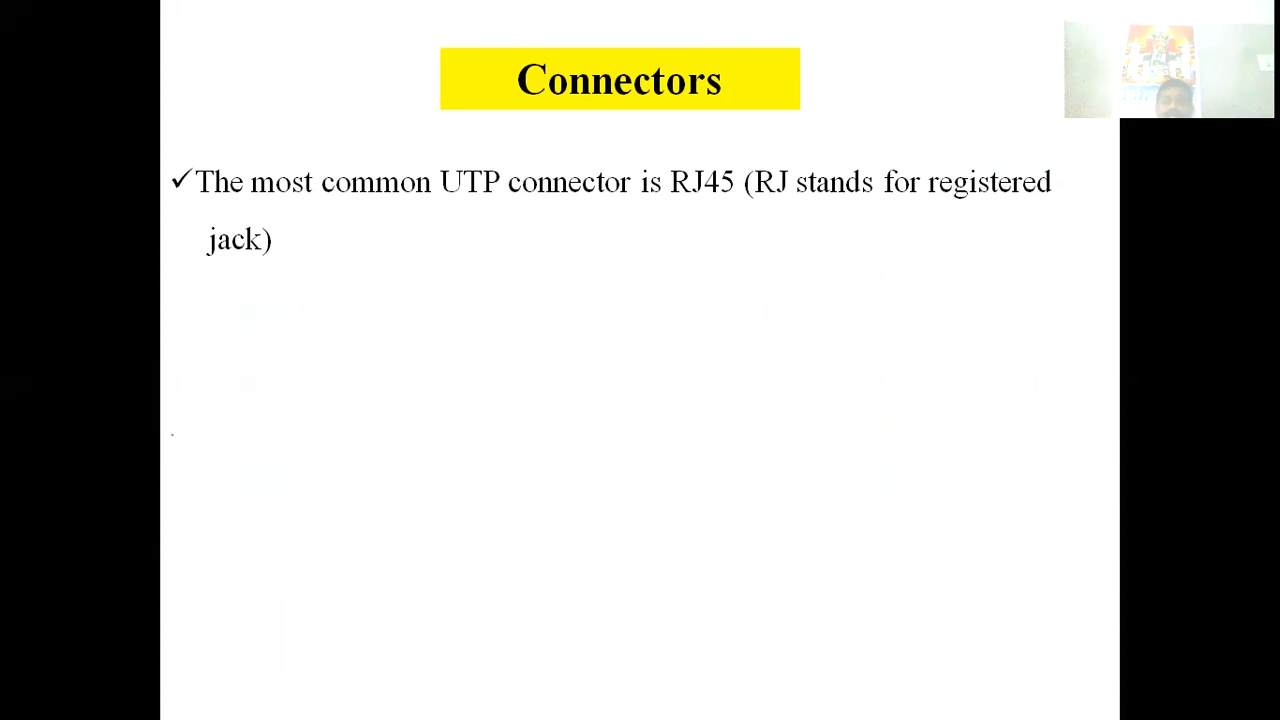 Connectors
✓The most common UTP connector is RJ45 (RJ stands for registered
jack)